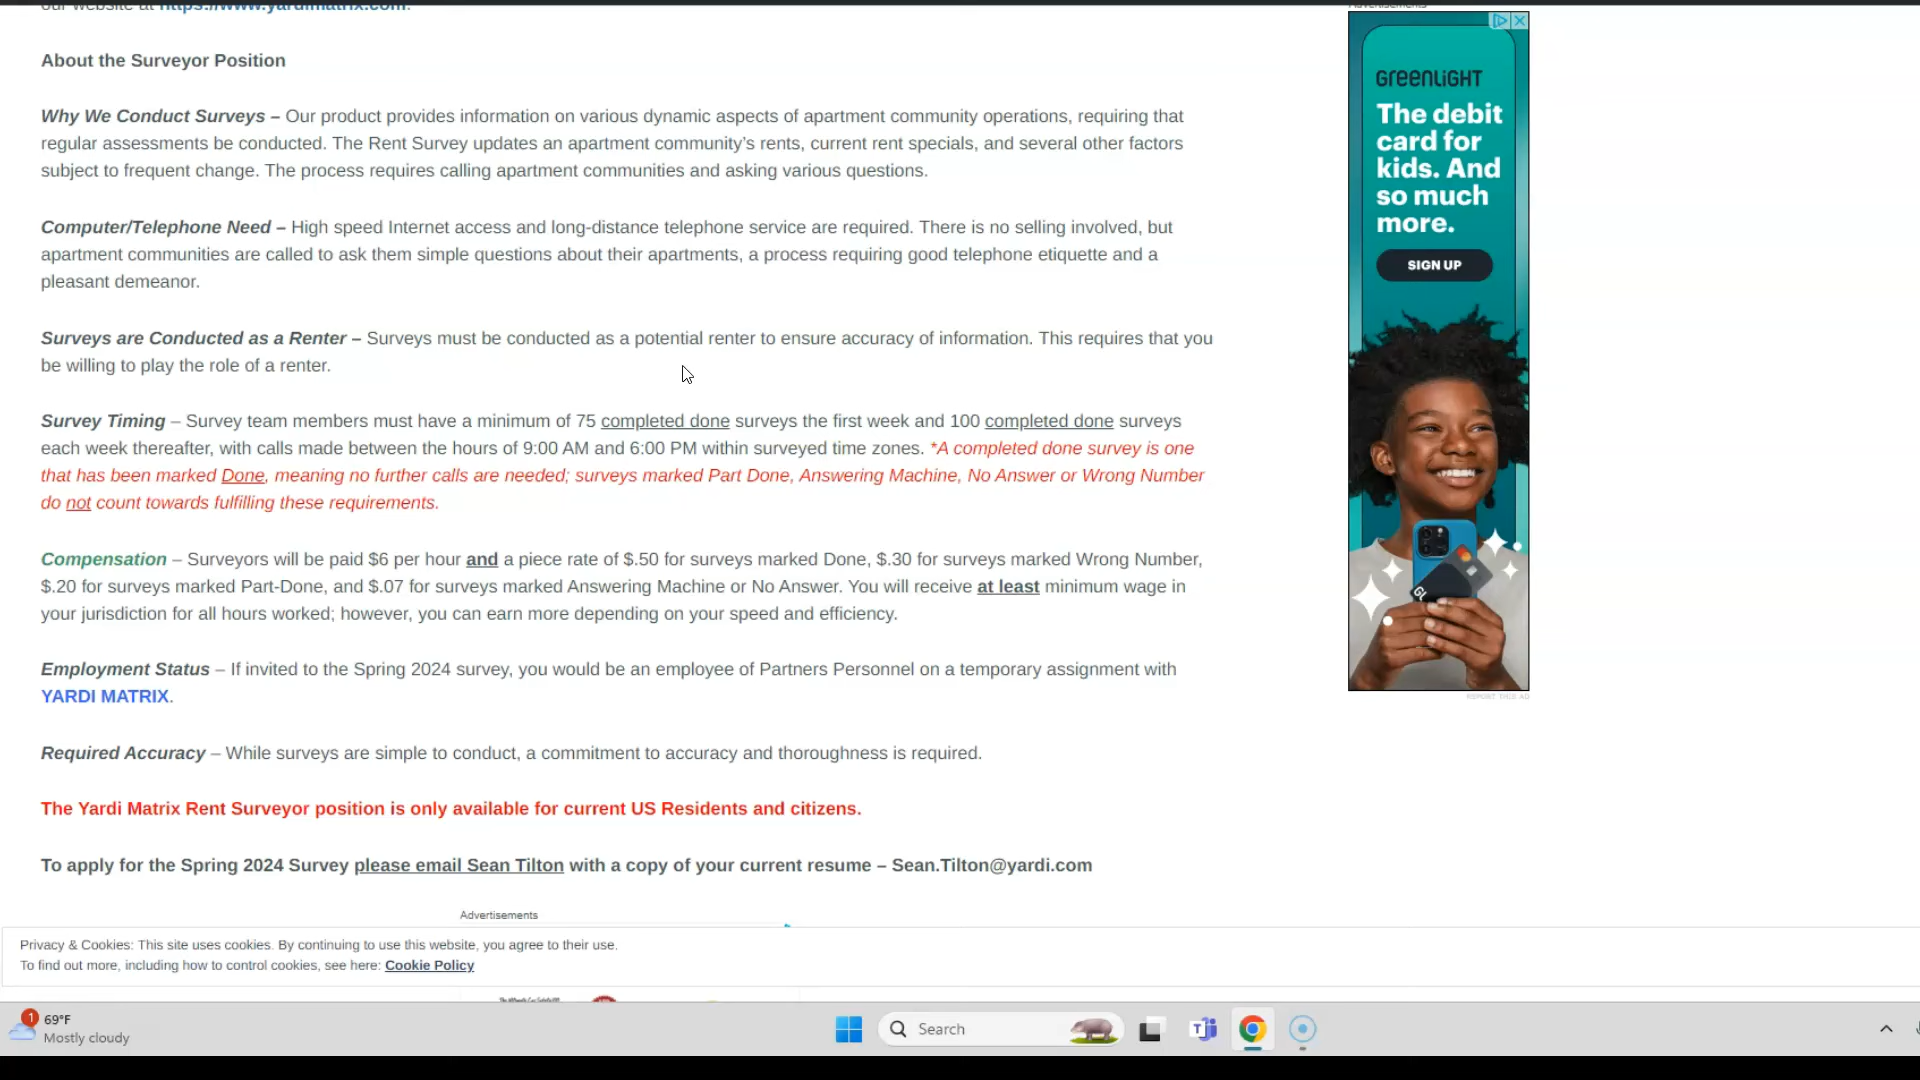 our website at https://www.yardimatrix.com.
Advertisements
About the Surveyor Position
Why We Conduct Surveys – Our product provides information on various dynamic aspects of apartment community operations, requiring that
regular assessments be conducted. The Rent Survey updates an apartment community’s rents, current rent specials, and several other factors
subject to frequent change. The process requires calling apartment communities and asking various questions.
Computer/Telephone Need – High speed Internet access and long-distance telephone service are required. There is no selling involved, but
apartment communities are called to ask them simple questions about their apartments, a process requiring good telephone etiquette and a
pleasant demeanor.
Surveys are Conducted as a Renter – Surveys must be conducted as a potential renter to ensure accuracy of information. This requires that you
be willing to play the role of a renter.
Survey Timing – Survey team members must have a minimum of 75 completed done surveys the first week and 100 completed done surveys
each week thereafter, with calls made between the hours of 9:00 AM and 6:00 PM within surveyed time zones. *A completed done survey is one
that has been marked Done, meaning no further calls are needed; surveys marked Part Done, Answering Machine, No Answer or Wrong Number
do not count towards fulfilling these requirements.
Compensation – Surveyors will be paid $6 per hour and a piece rate of $.50 for surveys marked Done, $.30 for surveys marked Wrong Number,
$.20 for surveys marked Part-Done, and $.07 for surveys marked Answering Machine or No Answer. You will receive at least minimum wage in
your jurisdiction for all hours worked; however, you can earn more depending on your speed and efficiency.
Employment Status – If invited to the Spring 2024 survey, you would be an employee of Partners Personnel on a temporary assignment with
YARDI MATRIX.
Required Accuracy – While surveys are simple to conduct, a commitment to accuracy and thoroughness is required.
The Yardi Matrix Rent Surveyor position is only available for current US Residents and citizens.
To apply for the Spring 2024 Survey please email Sean Tilton with a copy of your current resume – Sean.Tilton@yardi.com
GREENLIGHT
The debit
card for
kids. And
so much
more.
SIGN UP
GL
REPORT THIS AD
Advertisements
Privacy & Cookies: This site uses cookies. By continuing to use this website, you agree to their use.
To find out more, including how to control cookies, see here: Cookie Policy
1
69°F
Mostly cloudy
Search